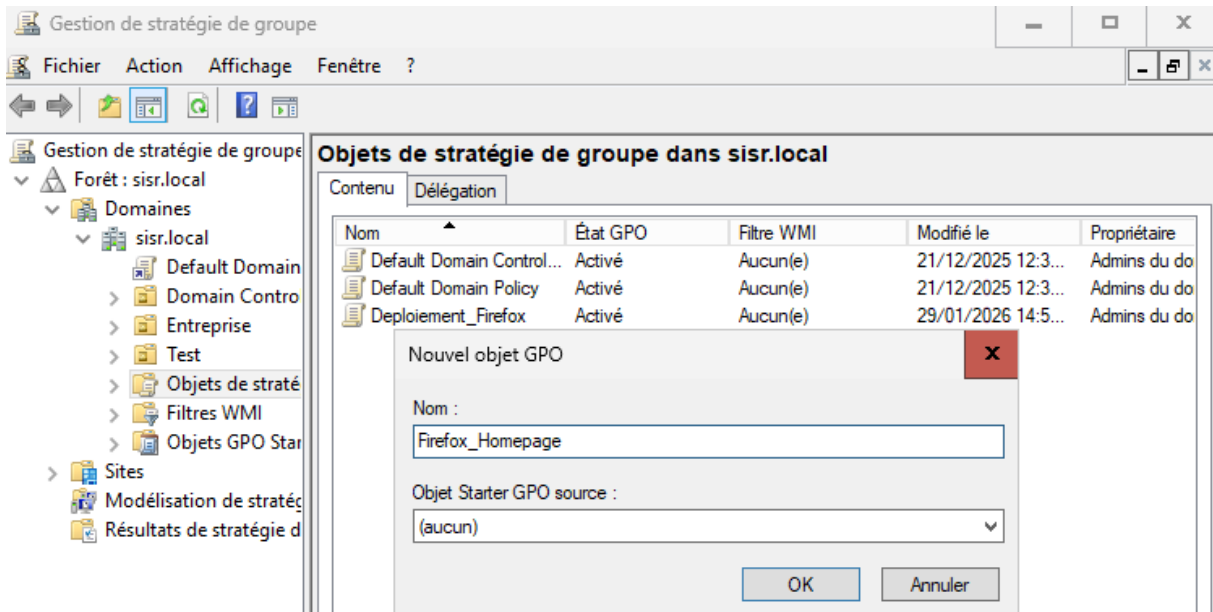 Gestion de stratégie de groupe
Fichier Action Affichage Fenêtre ?
Gestion de stratégie de groupe
Forêt : sisr.local
Domaines
sisr.local
Default Domain
Domain Contro
Entreprise
Test
Objets de straté
Filtres WMI
Objets GPO Star
Sites
Modélisation de stratég
Résultats de stratégie d
Objets de stratégie de groupe dans sisr.local
Contenu Délégation
Nom État GPO Filtre WMI Modifié le Propriétaire
Default Domain Control... Activé Aucun(e) 21/12/2025 12:3... Admins du do
Default Domain Policy Activé Aucun(e) 21/12/2025 12:3... Admins du do
Deploiement_Firefox Activé Aucun(e) 29/01/2026 14:5... Admins du do
Nouvel objet GPO
Nom :
Firefox_Homepage
Objet Starter GPO source :
(aucun)
OK Annuler